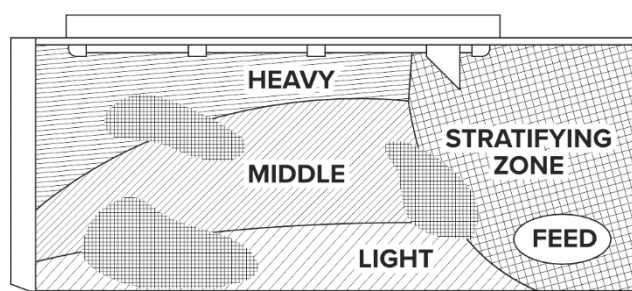 HEAVY
STRATIFYING
ZONE
MIDDLE
FEED
LIGHT